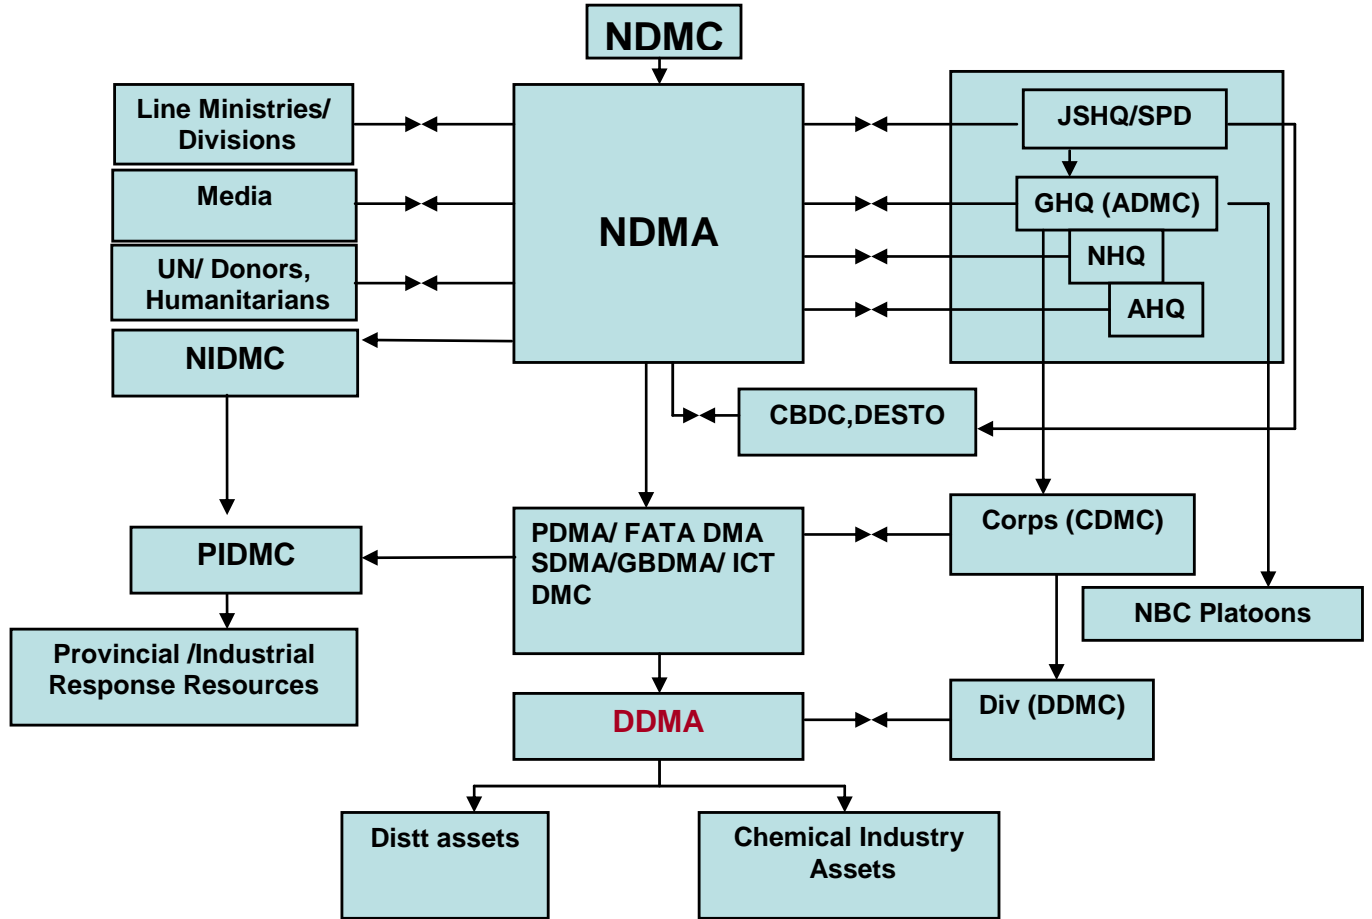 NDMC
Line Ministries/
Divisions
Media
UN/ Donors,
Humanitarians
NIDMC
NDMA
JSHQ/SPD
GHQ (ADMC)
NHQ
AHQ
CBDC,DESTO
PDMA/ FATA DMA
SDMA/GBDMA/ ICT
DMC
Corps (CDMC)
PIDMC
NBC Platoons
Provincial /Industrial
Response Resources
DDMA
Div (DDMC)
Distt assets
Chemical Industry
Assets